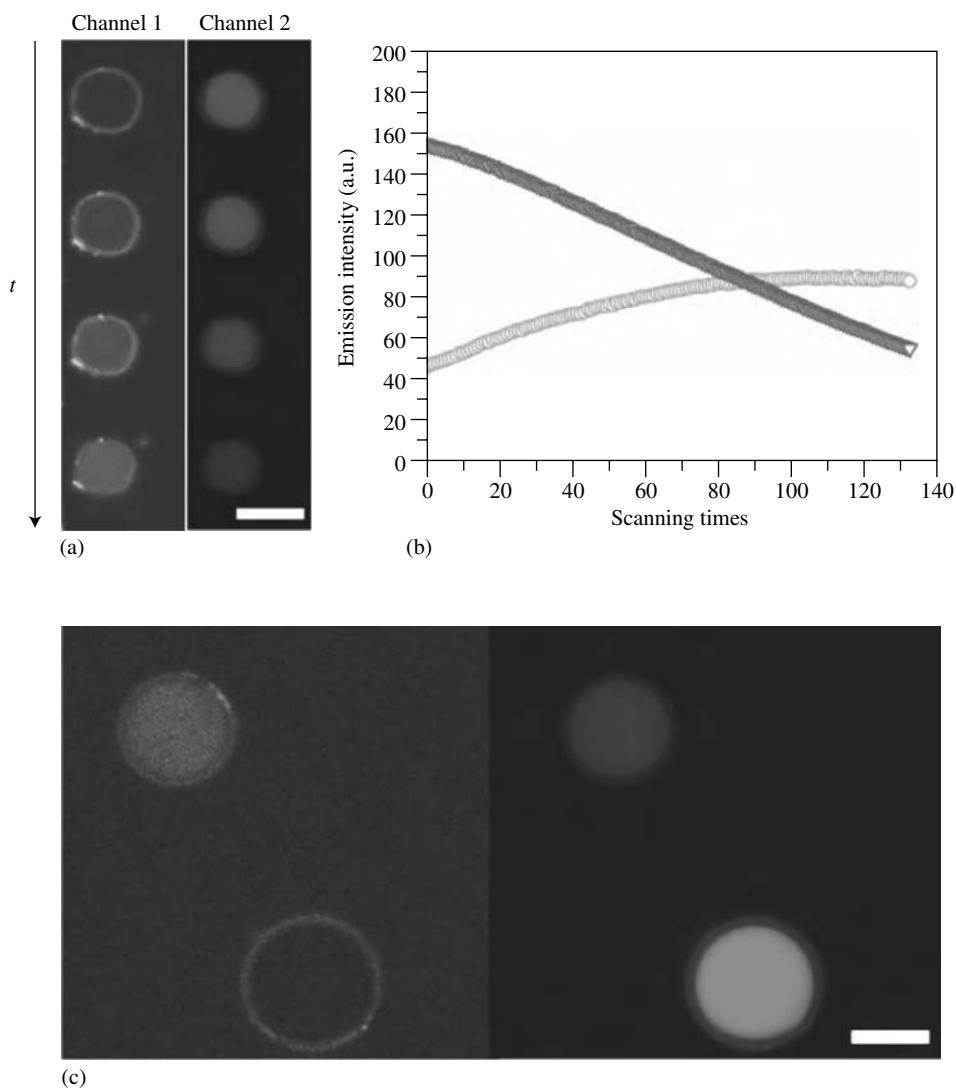 Channel 1 Channel 2
t
(a)
Emission intensity (a.u.)
200
180
160
140
120
100
80
60
40
20
0
0 20 40 60 80 100 120 140
Scanning times
(b)
(c)